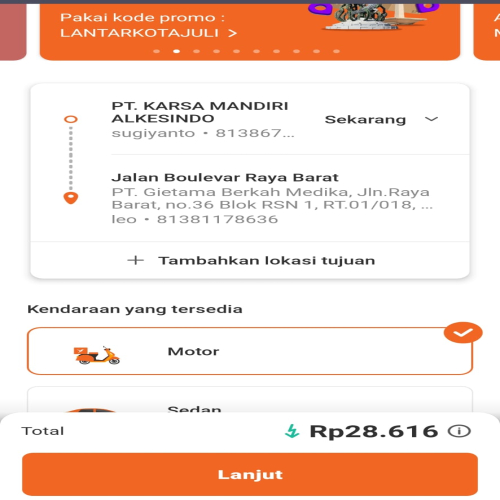 Pakai kode promo :
LANTARKOTAJULI >
PT. KARSA MANDIRI
ALKESINDO
Sekarang
sugiyanto • 813867...
Jalan Boulevar Raya Barat
PT. Gietama Berkah Medika, Jln.Raya
Barat, no.36 Blok RSN 1, RT.01/018, ...
leo • 81381178636
+ Tambahkan lokasi tujuan
Kendaraan yang tersedia
Motor
Sedan
Total
Rp28.616
Lanjut